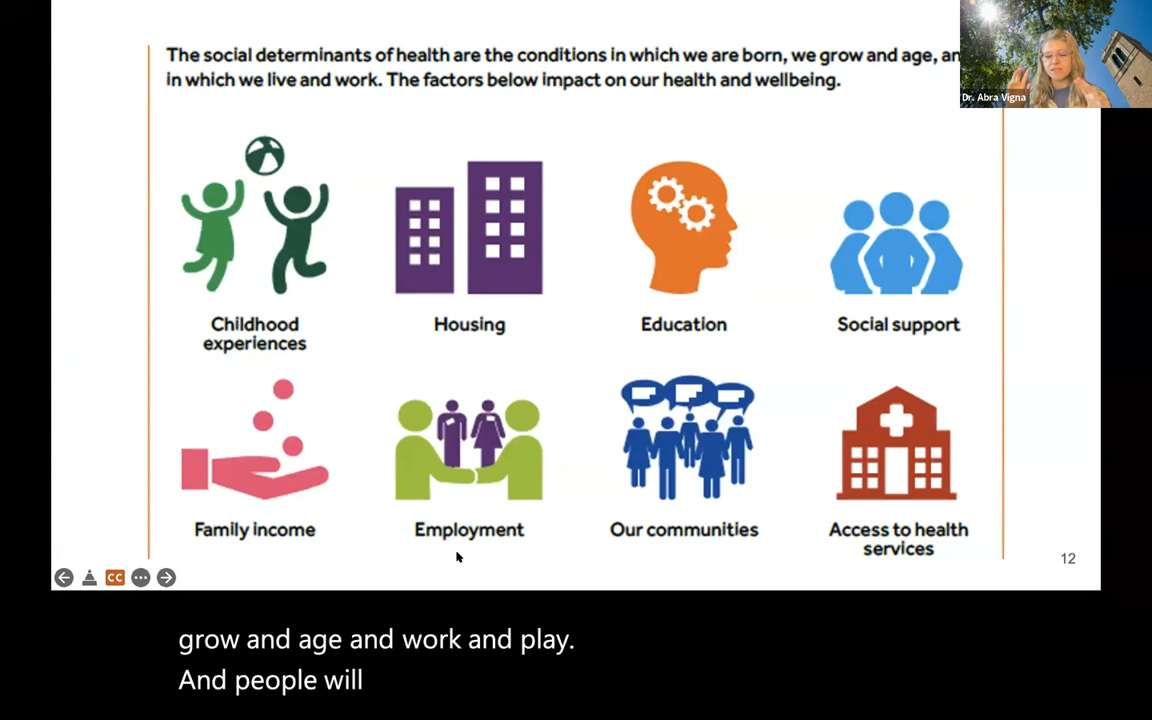 The social determinants of health are the conditions in which we are born, we grow and age, an
in which we live and work. The factors below impact on our health and wellbeing.
Dr. Abra Vigna
Childhood
experiences
Housing
Education
Social support
Family income
Employment
Our communities
Access to health
services
12
CC
grow and age and work and play.
And people will